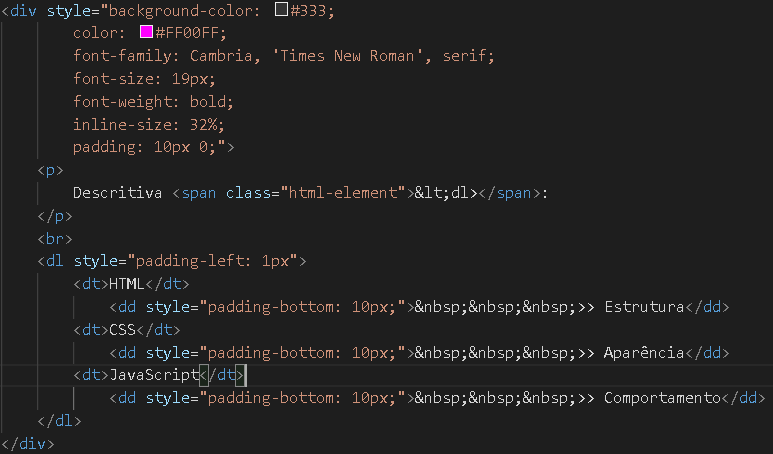 <div style="background-color: #333;
color: #FF00FF;
font-family: Cambria, 'Times New Roman', serif;
font-size: 19px;
font-weight: bold;
inline-size: 32%;
padding: 10px 0;">
<p>
Descritiva <span class="html-element">&lt;dl></span>:
</p>
<br>
<dl style="padding-left: 1px">
<dt>HTML</dt>
<dd style="padding-bottom: 10px;">&nbsp;&nbsp;&nbsp;>> Estrutura</dd>
<dt>CSS</dt>
<dd style="padding-bottom: 10px;">&nbsp;&nbsp;&nbsp;>> Aparência</dd>
<dt>JavaScript</dt>
<dd style="padding-bottom: 10px;">&nbsp;&nbsp;&nbsp;>> Comportamento</dd>
</dl>
</div>